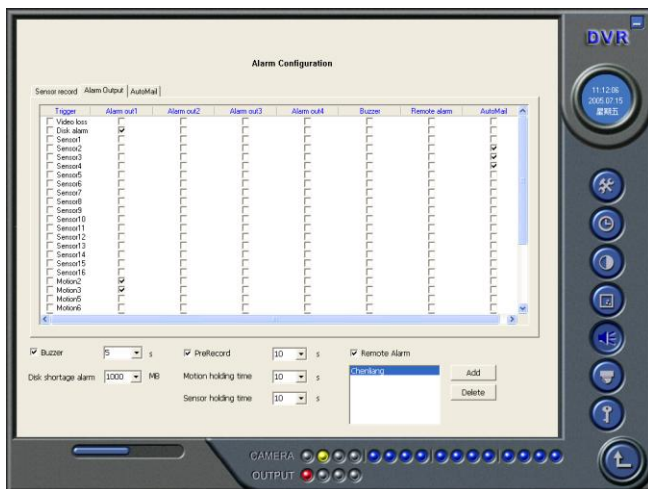 DVR
Alarm Configuration
11:12:06
2005.07.15
星期五
Sensor record Alarm Output AutoMail
Trigger Alarm out1 Alarm out2 Alarm out3 Alarm out4 Buzzer Remote alarm AutoMail
Video loss
Disk alarm
Sensor1
Sensor2
Sensor3
Sensor4
Sensor5
Sensor6
Sensor7
Sensor8
Sensor9
Sensor10
Sensor11
Sensor12
Sensor13
Sensor14
Sensor15
Sensor16
Motion2
Motion3
Motion5
Motion6
Buzzer 5 s PreRecord 10 s Remote Alarm
Disk shortage alarm 1000 MB Motion holding time 10 s Chenliang Add
Sensor holding time 10 s Delete
CAMERA
OUTPUT